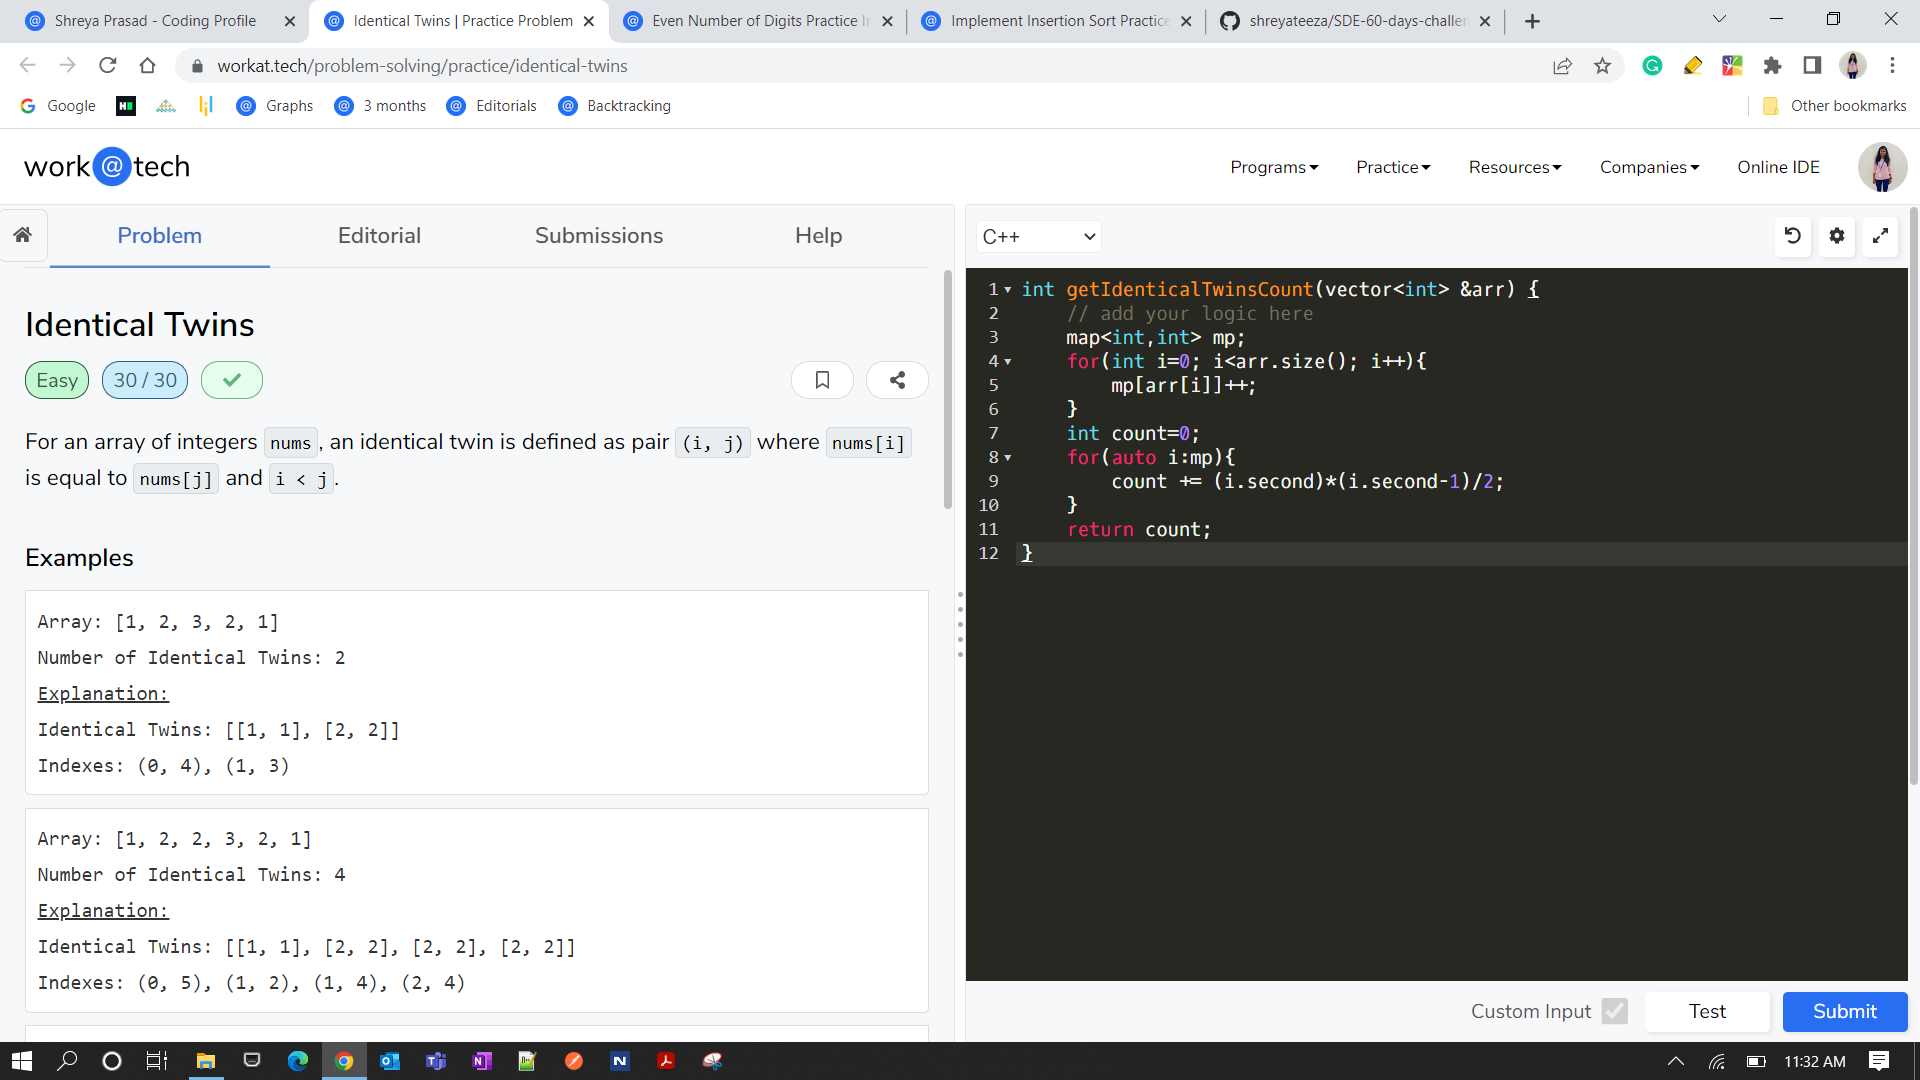 Shreya Prasad - Coding Profile
Identical Twins | Practice Problem
Even Number of Digits Practice
Implement Insertion Sort Practice
shreyateeza/SDE-60-days-challen
workat.tech/problem-solving/practice/identical-twins
Google
Graphs
3 months
Editorials
Backtracking
Other bookmarks
work@tech
Programs
Practice
Resources
Companies
Online IDE
Problem
Editorial
Submissions
Help
C++
Identical Twins
Easy
30 / 30
For an array of integers nums, an identical twin is defined as pair (i, j) where nums[i]
is equal to nums[j] and i < j.
Examples
Array: [1, 2, 3, 2, 1]
Number of Identical Twins: 2
Explanation:
Identical Twins: [[1, 1], [2, 2]]
Indexes: (0, 4), (1, 3)
Array: [1, 2, 2, 3, 2, 1]
Number of Identical Twins: 4
Explanation:
Identical Twins: [[1, 1], [2, 2], [2, 2], [2, 2]]
Indexes: (0, 5), (1, 2), (1, 4), (2, 4)
1 int getIdenticalTwinsCount(vector<int> &arr) {
2 // add your logic here
3 map<int,int> mp;
4 for(int i=0; i<arr.size(); i++){
5 mp[arr[i]]++;
6 }
7 int count=0;
8 for(auto i:mp){
9 count += (i.second)*(i.second-1)/2;
10 }
11 return count;
12 }
Custom Input
Test
Submit
11:32 AM